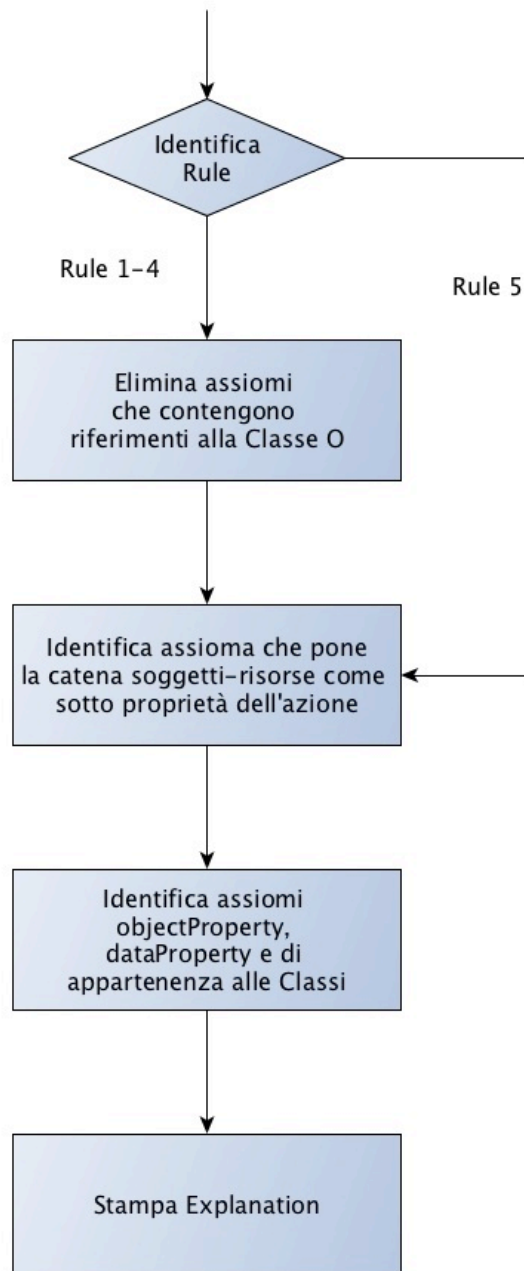 Identifica
Rule
Rule 1-4
Rule 5
Elimina assiomi
che contengono
riferimenti alla Classe O
Identifica assioma che pone
la catena soggetti-risorse come
sotto proprietà dell'azione
Identifica assiomi
objectProperty,
dataProperty e di
appartenenza alle Classi
Stampa Explanation